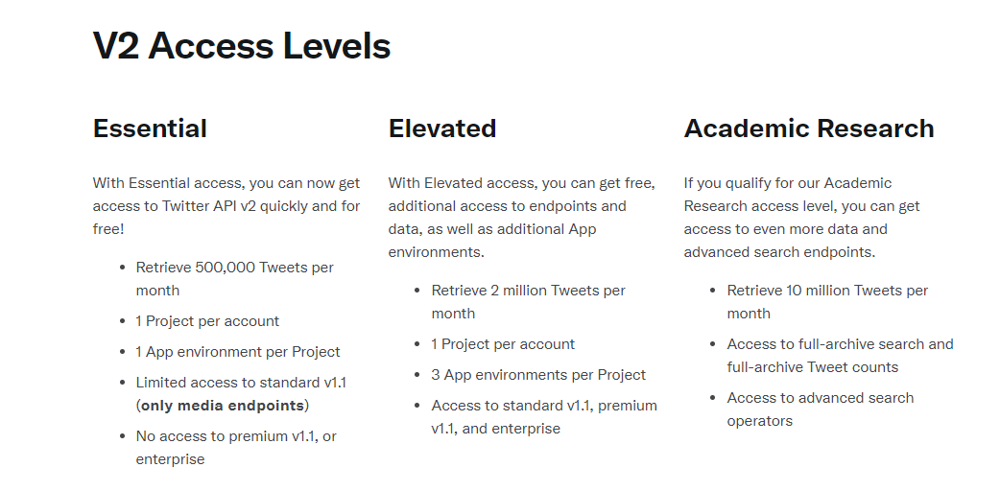 V2 Access Levels
Essential
With Essential access, you can now get
access to Twitter API v2 quickly and for
free!
• Retrieve 500,000 Tweets per
month
• 1 Project per account
• 1 App environment per Project
• Limited access to standard v1.1
(only media endpoints)
• No access to premium v1.1, or
enterprise
Elevated
With Elevated access, you can get free,
additional access to endpoints and
data, as well as additional App
environments.
• Retrieve 2 million Tweets per
month
• 1 Project per account
• 3 App environments per Project
• Access to standard v1.1, premium
v1.1, and enterprise
Academic Research
If you qualify for our Academic
Research access level, you can get
access to even more data and
advanced search endpoints.
• Retrieve 10 million Tweets per
month
• Access to full-archive search and
full-archive Tweet counts
• Access to advanced search
operators